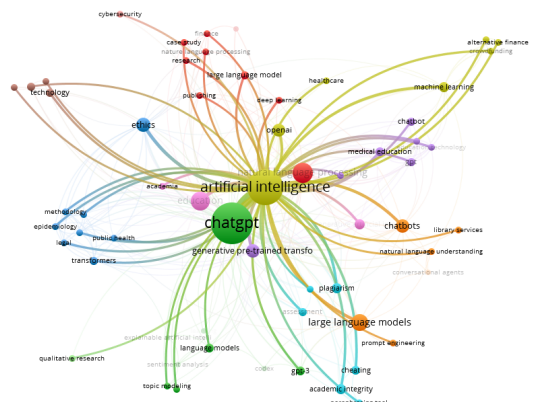 cybersecurity
finance
case study
alternative finance
natural language processing
crowdfunding
research
large language model
healthcare
machine learning
technology
publishing
deep learning
ethics
openai
chatbot
medical education
natural language processing
academia
artificial intelligence
education
methodology
chatgpt
epidemiology
chatbots
library services
public health
legal
generative pre-trained transfo
natural language understanding
transformers
conversational agents
plagiarism
assessment
large language models
explainable artificial intel
prompt engineering
language models
qualitative research
sentiment analysis
codex
gpt-3
cheating
topic modeling
academic integrity